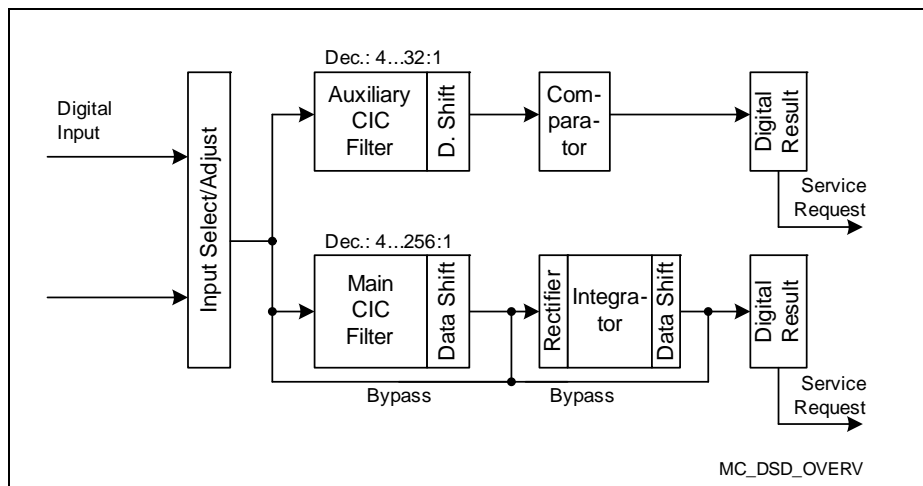 Dec.: 4...32:1
Digital
Input
Input Select/Adjust
Auxiliary
CIC
Filter
D. Shift
Com-
para-
tor
Digital
Result
Service
Request
Dec.: 4...256:1
Main
CIC
Filter
Data Shift
Rectifier
Integra-
tor
Data Shift
Digital
Result
Bypass
Bypass
Service
Request
MC_DSD_OVERV